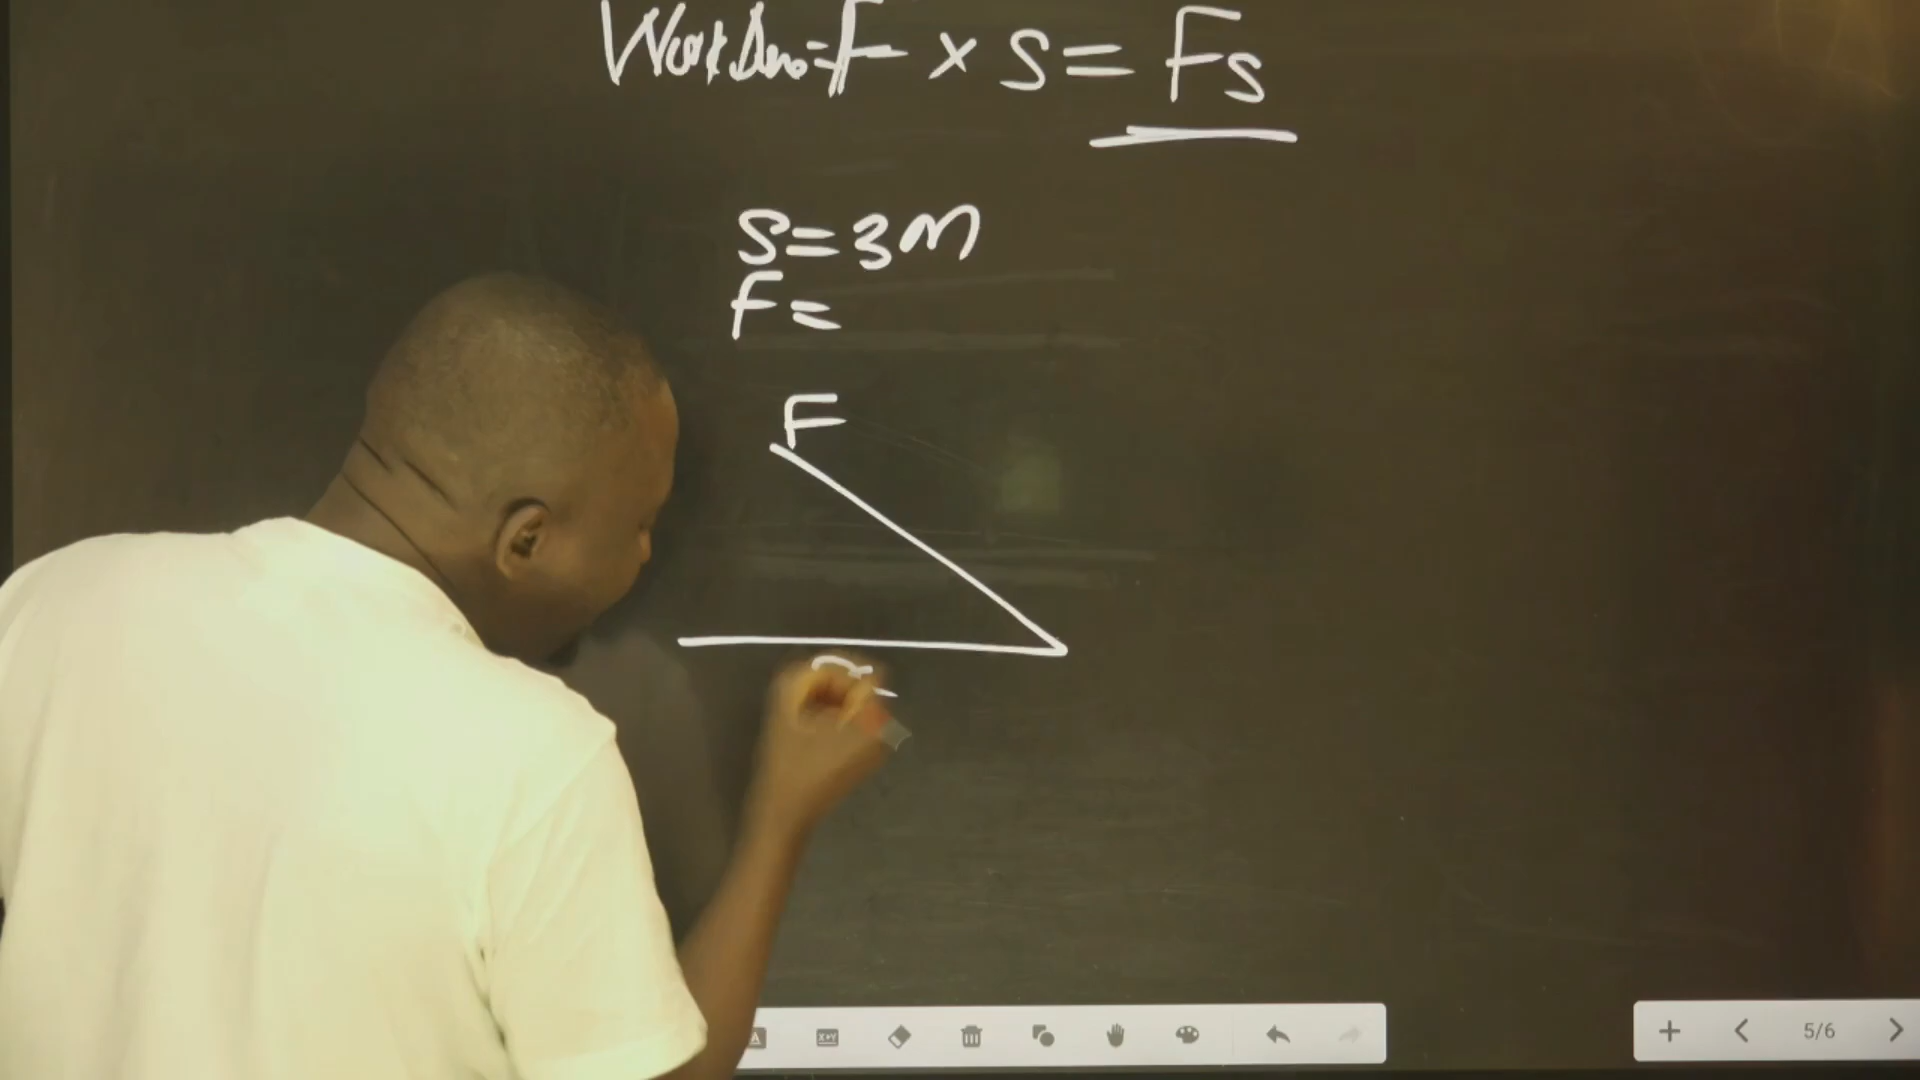 Work Done = F × S = Fs
S = 3M
F =
F
5/6